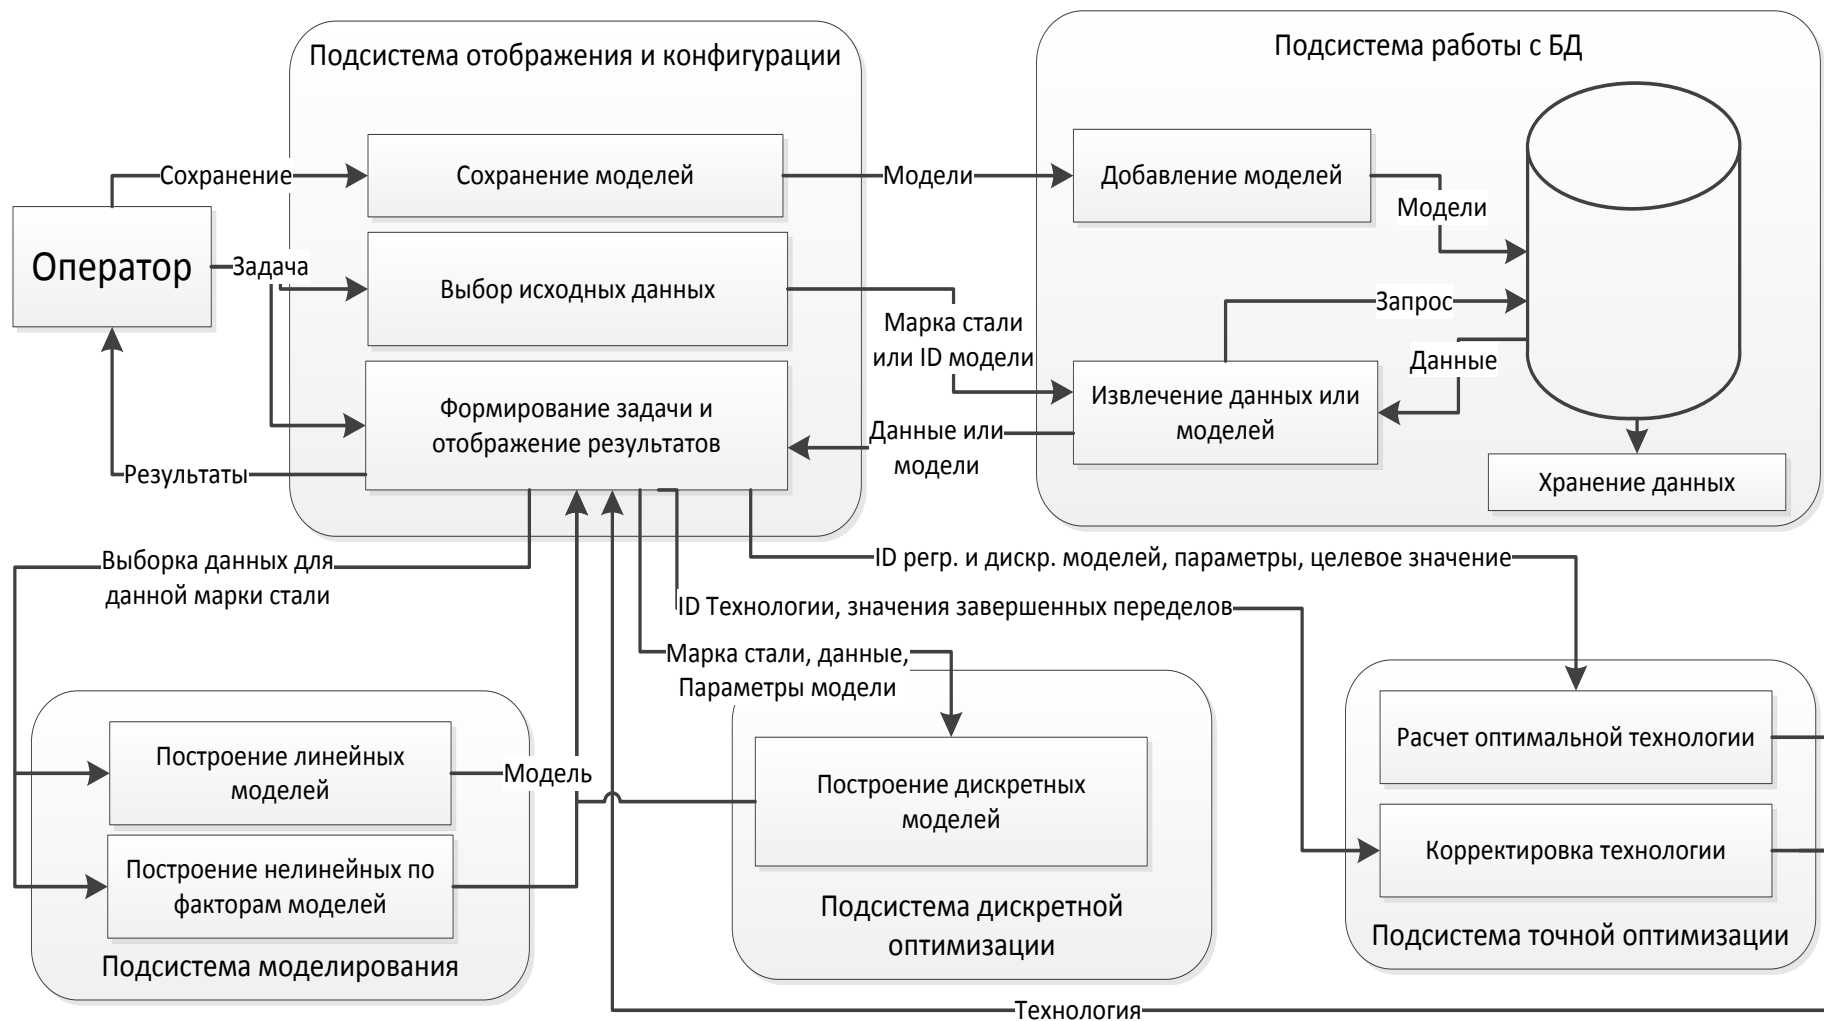 Подсистема отображения и конфигурации
Подсистема работы с БД
Сохранение
Сохранение моделей
Модели
Добавление моделей
Модели
Оператор
Задача
Выбор исходных данных
Марка стали
или ID модели
Запрос
Данные
Формирование задачи и
отображение результатов
Данные или
модели
Извлечение данных или
моделей
Результаты
Хранение данных
Выборка данных для
данной марки стали
ID регр. и дискр. моделей, параметры, целевое значение
ID Технологии, значения завершенных переделов
Марка стали, данные,
Параметры модели
Построение линейных
моделей
Модель
Построение дискретных
моделей
Расчет оптимальной технологии
Построение нелинейных по
факторам моделей
Корректировка технологии
Подсистема моделирования
Подсистема дискретной
оптимизации
Подсистема точной оптимизации
Технология